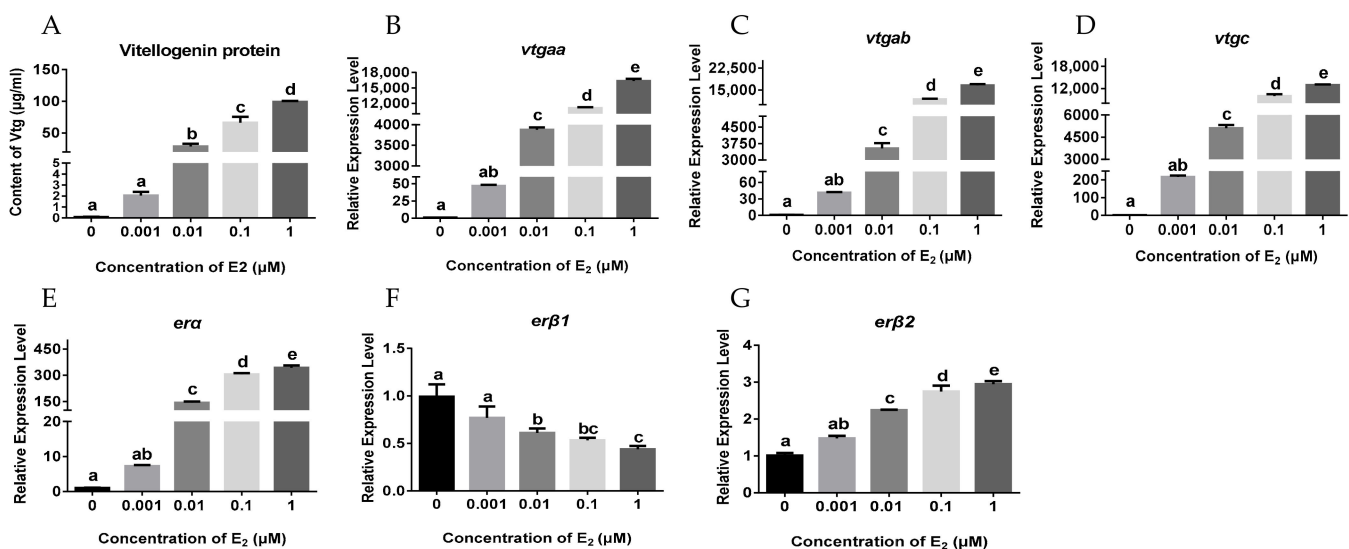 A
Vitellogenin protein
Content of Vtg (µg/ml)
150
100
50
5
4
3
2
1
0
a
a
b
c
d
0 0.001 0.01 0.1 1
Concentration of E2 (µM)
B
vtgaa
Relative Expression Level
18,000
15,000
12,000
4000
3500
3000
50
25
0
a
ab
c
d
e
0 0.001 0.01 0.1 1
Concentration of E₂ (µM)
C
vtgab
Relative Expression Level
22,500
15,000
4500
3000
60
30
0
a
ab
c
d
e
0 0.001 0.01 0.1 1
Concentration of E₂ (µM)
D
vtgc
Relative Expression Level
18,000
12,000
6000
4500
3000
200
100
0
a
ab
c
d
e
0 0.001 0.01 0.1 1
Concentration of E₂ (µM)
E
erα
Relative Expression Level
450
300
150
20
10
0
a
ab
c
d
e
0 0.001 0.01 0.1 1
Concentration of E₂ (µM)
F
erβ1
Relative Expression Level
1.5
1.0
0.5
0.0
a
a
b
bc
c
0 0.001 0.01 0.1 1
Concentration of E₂ (µM)
G
erβ2
Relative Expression Level
4
3
2
1
0
a
ab
c
d
e
0 0.001 0.01 0.1 1
Concentration of E₂ (µM)